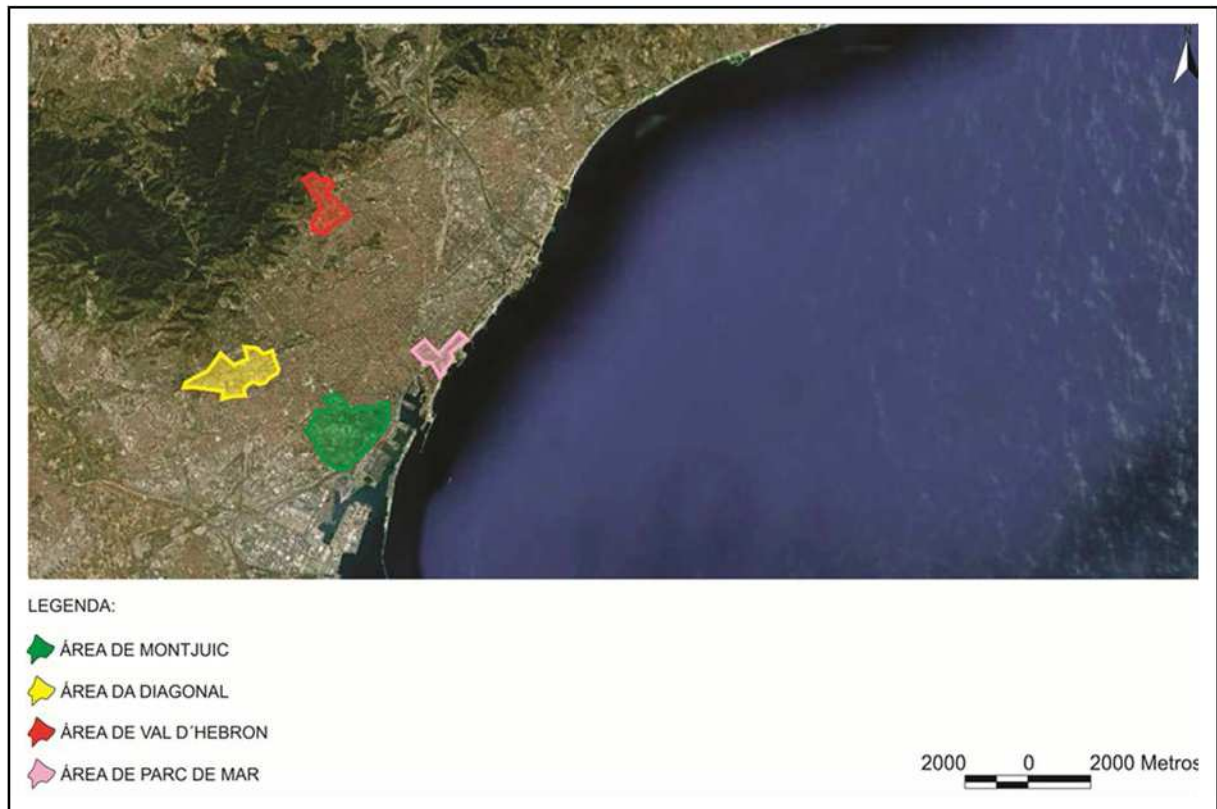 N
LEGENDA:
ÁREA DE MONTJUIC
ÁREA DA DIAGONAL
ÁREA DE VAL D´HEBRON
ÁREA DE PARC DE MAR
2000 0 2000 Metros